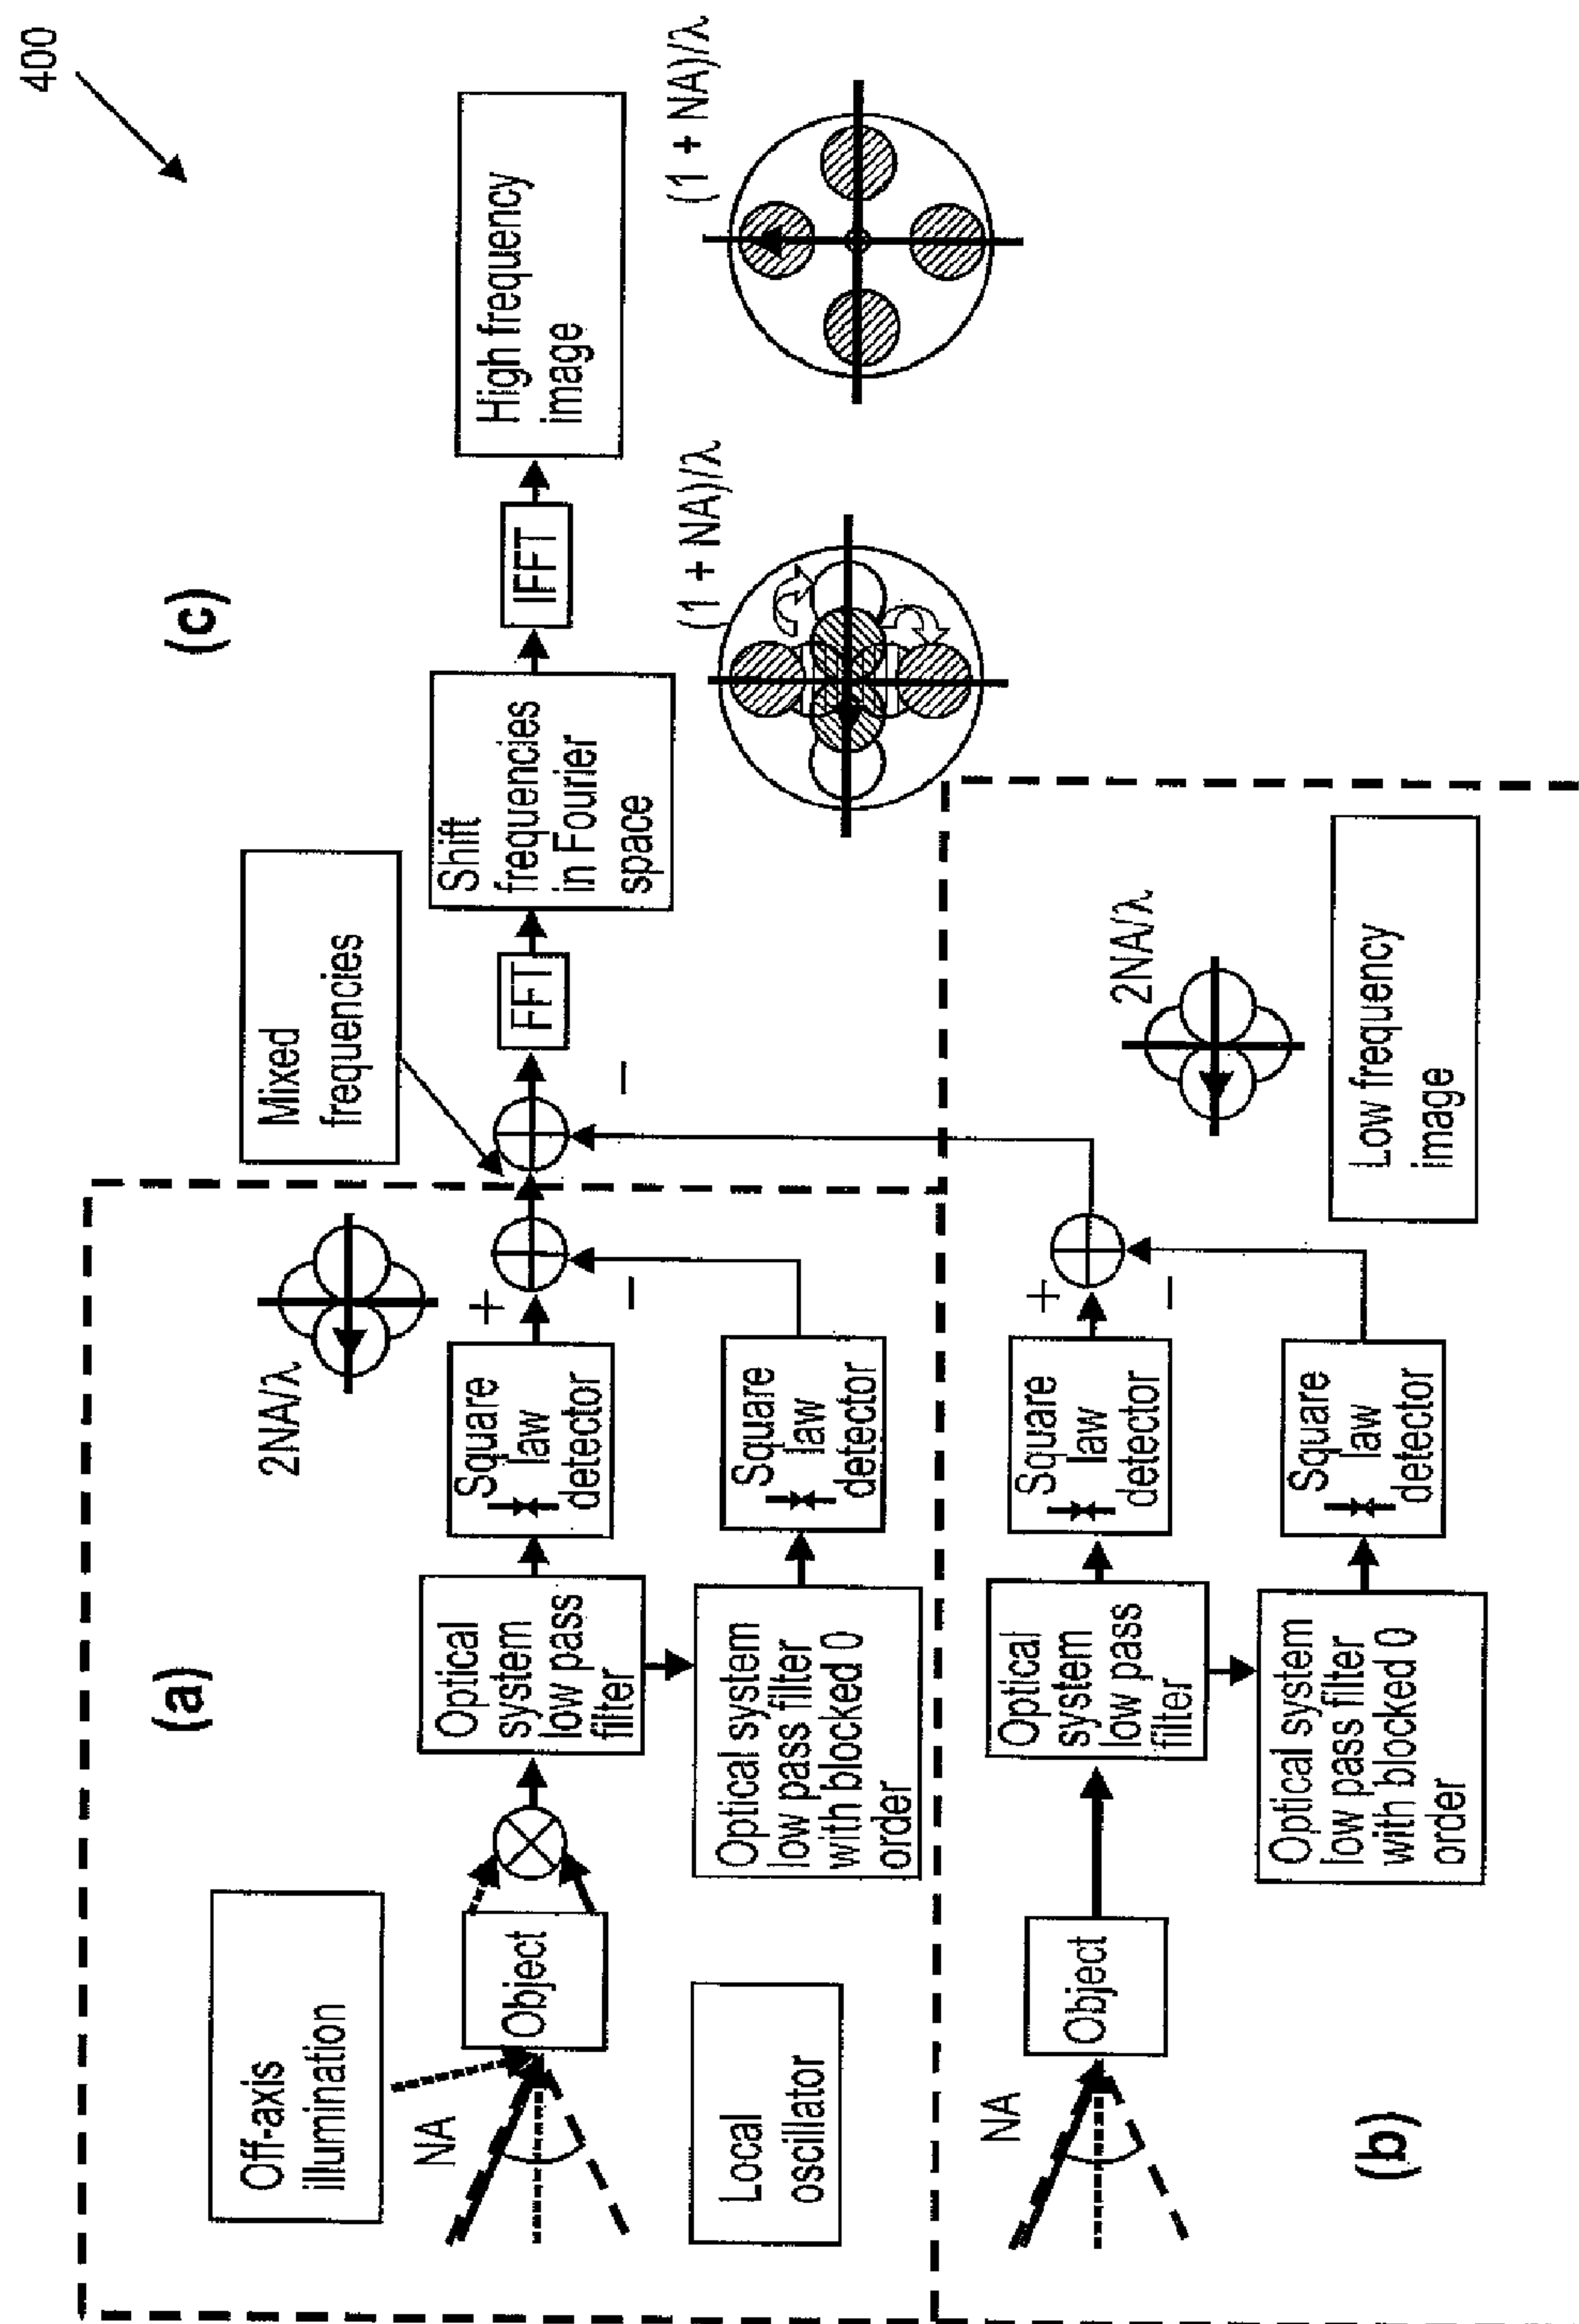 400
(a)
Off-axis
illumination
NA
Object
Local
oscillator
Optical
system
low pass
filter
Optical system
low pass filter
with blocked 0
order
Square
law
detector
Square
law
detector
+
−
2NA/λ
Mixed
frequencies
−
(c)
FFT
Shift
frequencies
in Fourier
space
IFFT
High frequency
image
(1 + NA)/λ
(1 + NA)/λ
(b)
NA
Object
Optical
system
low pass
filter
Optical system
low pass filter
with blocked 0
order
Square
law
detector
Square
law
detector
+
−
2NA/λ
Low frequency
image